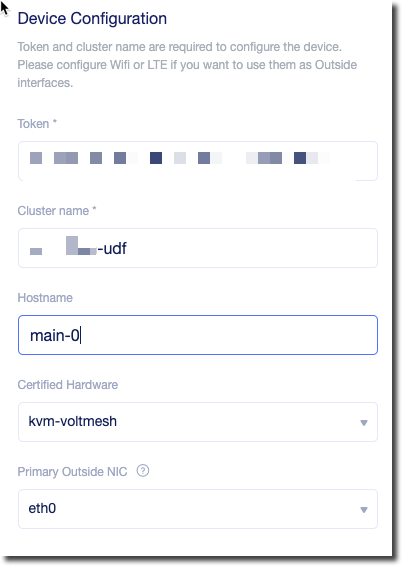 Device Configuration
Token and cluster name are required to configure the device.
Please configure Wifi or LTE if you want to use them as Outside
interfaces.
Token *
Cluster name *
-udf
Hostname
main-0
Certified Hardware
kvm-voltmesh
Primary Outside NIC ?
eth0